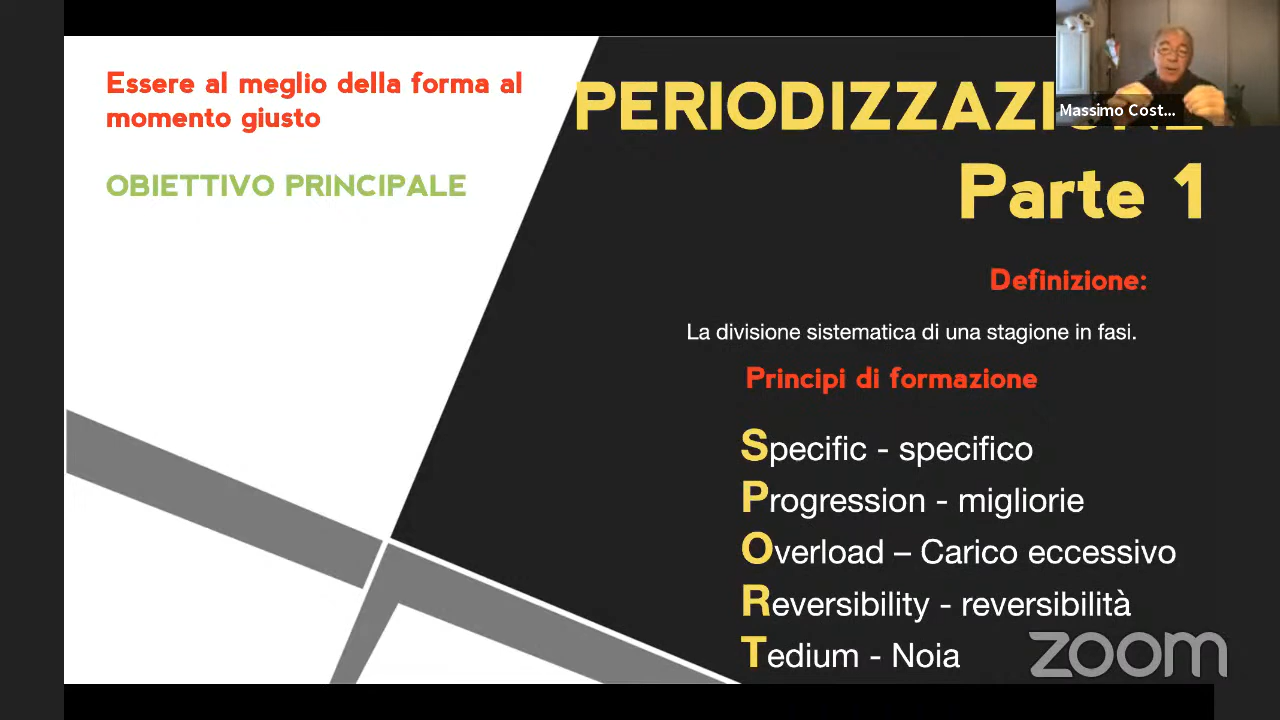 Essere al meglio della forma al
momento giusto
OBIETTIVO PRINCIPALE
Parte 1
Definizione:
La divisione sistematica di una stagione in fasi.
Principi di formazione
Specific - specifico
Progression - migliorie
Overload – Carico eccessivo
Reversibility - reversibilità
Tedium - Noia
Massimo Cost...
zoom